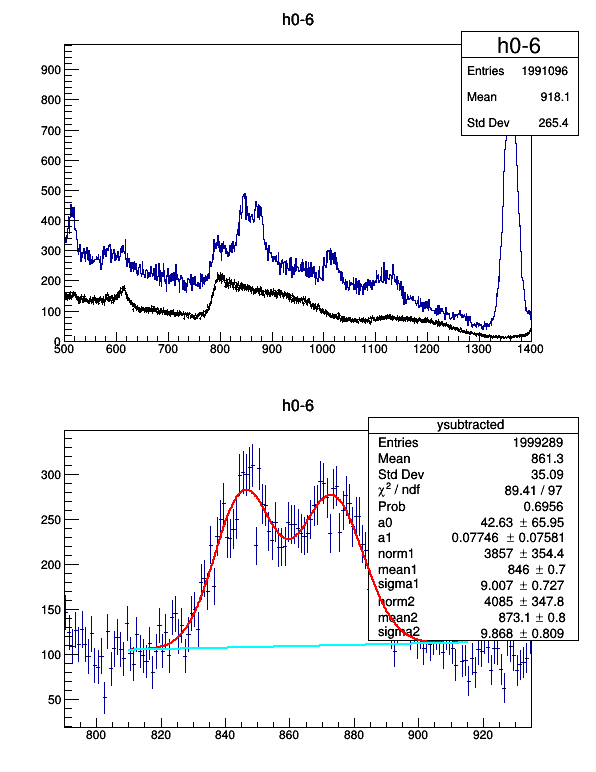 h0-6
h0-6
Entries 1991096
Mean 918.1
Std Dev 265.4
900
800
700
600
500
400
300
200
100
0
500 600 700 800 900 1000 1100 1200 1300 1400
h0-6
ysubtracted
Entries 1999289
Mean 861.3
Std Dev 35.09
χ2 / ndf 89.41 / 97
Prob 0.6956
a0 42.63 ± 65.95
a1 0.07746 ± 0.07581
norm1 3857 ± 354.4
mean1 846 ± 0.7
sigma1 9.007 ± 0.727
norm2 4085 ± 347.8
mean2 873.1 ± 0.8
sigma2 9.868 ± 0.809
300
250
200
150
100
50
800 820 840 860 880 900 920